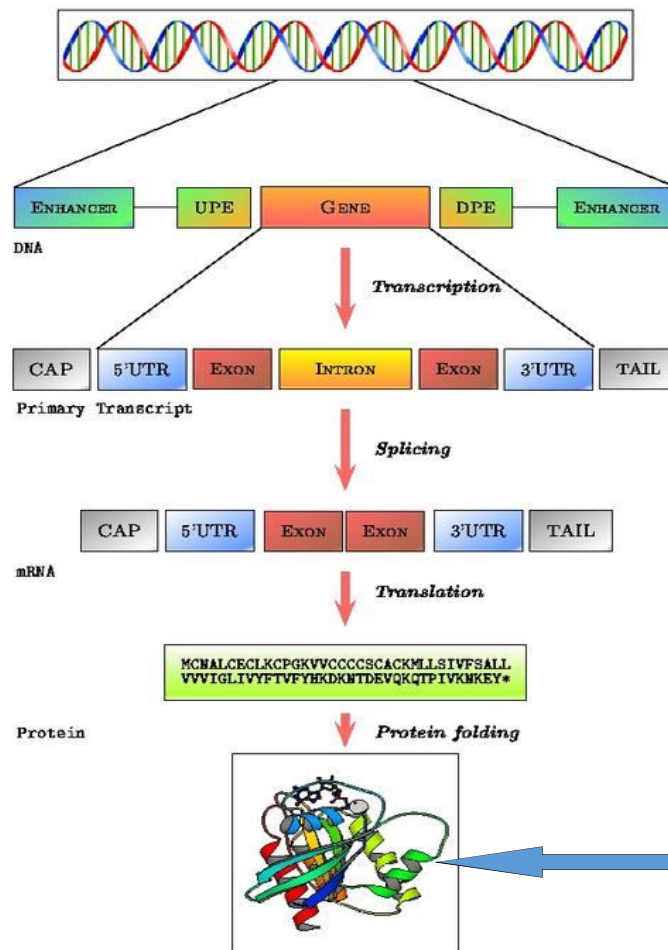 ENHANCER UPE GENE DPE ENHANCER
DNA
Transcription
CAP 5'UTR EXON INTRON EXON 3'UTR TAIL
Primary Transcript
Splicing
CAP 5'UTR EXON EXON 3'UTR TAIL
mRNA
Translation
MCNALCECLKCPGKVVCCCCSCACKMLLSIVFSALL
VVVIGLIVYFTVFYHKDKNTDEVQKQTPIVKNKEY*
Protein
Protein folding